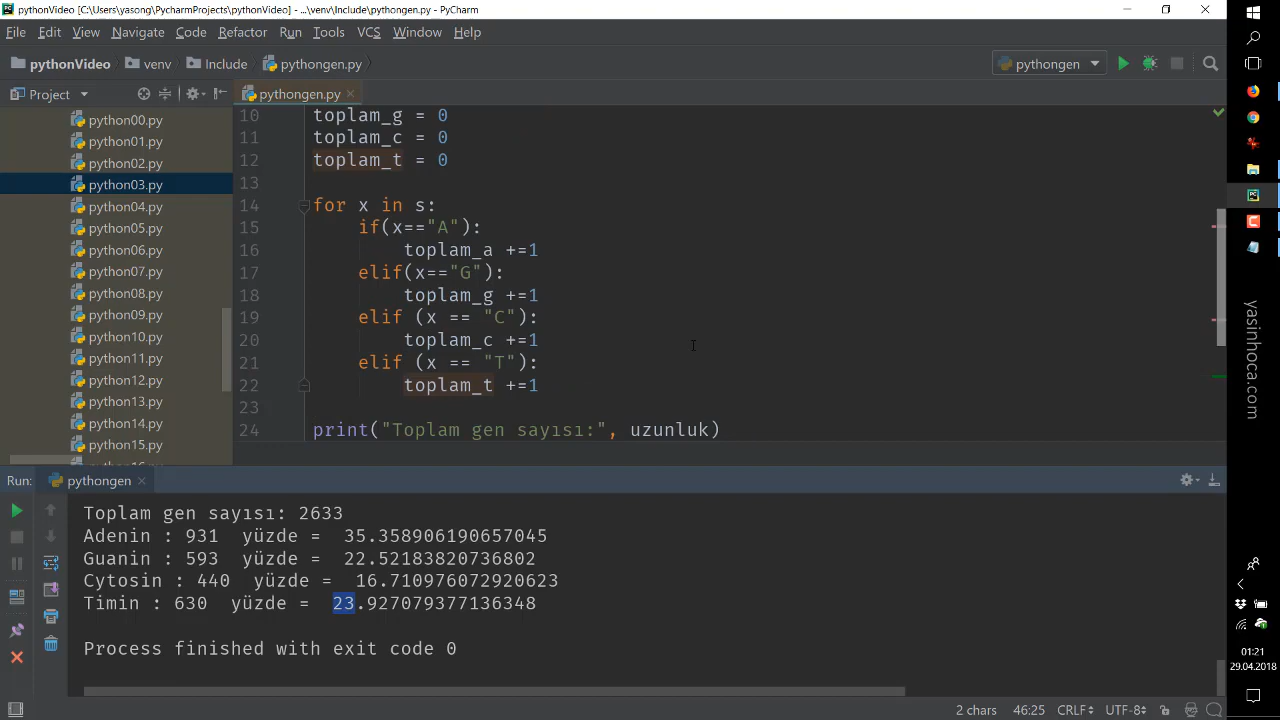 pythonVideo [C:\Users\yasong\PycharmProjects\pythonVideo] - ...\venv\Include\pythongen.py - PyCharm
File Edit View Navigate Code Refactor Run Tools VCS Window Help
pythonVideo venv Include pythongen.py pythongen
Project pythongen.py
python00.py
python01.py
python02.py
python03.py
python04.py
python05.py
python06.py
python07.py
python08.py
python09.py
python10.py
python11.py
python12.py
python13.py
python14.py
python15.py
10 toplam_g = 0
11 toplam_c = 0
12 toplam_t = 0
13
14 for x in s:
15 if(x=="A"):
16 toplam_a +=1
17 elif(x=="G"):
18 toplam_g +=1
19 elif (x == "C"):
20 toplam_c +=1
21 elif (x == "T"):
22 toplam_t +=1
23
24 print("Toplam gen sayısı:", uzunluk)
Run: pythongen
Toplam gen sayısı: 2633
Adenin : 931 yüzde = 35.358906190657045
Guanin : 593 yüzde = 22.52183820736802
Cytosin : 440 yüzde = 16.710976072920623
Timin : 630 yüzde = 23.927079377136348
Process finished with exit code 0
2 chars 46:25 CRLF UTF-8
yasinhoca.com
01:21
29.04.2018